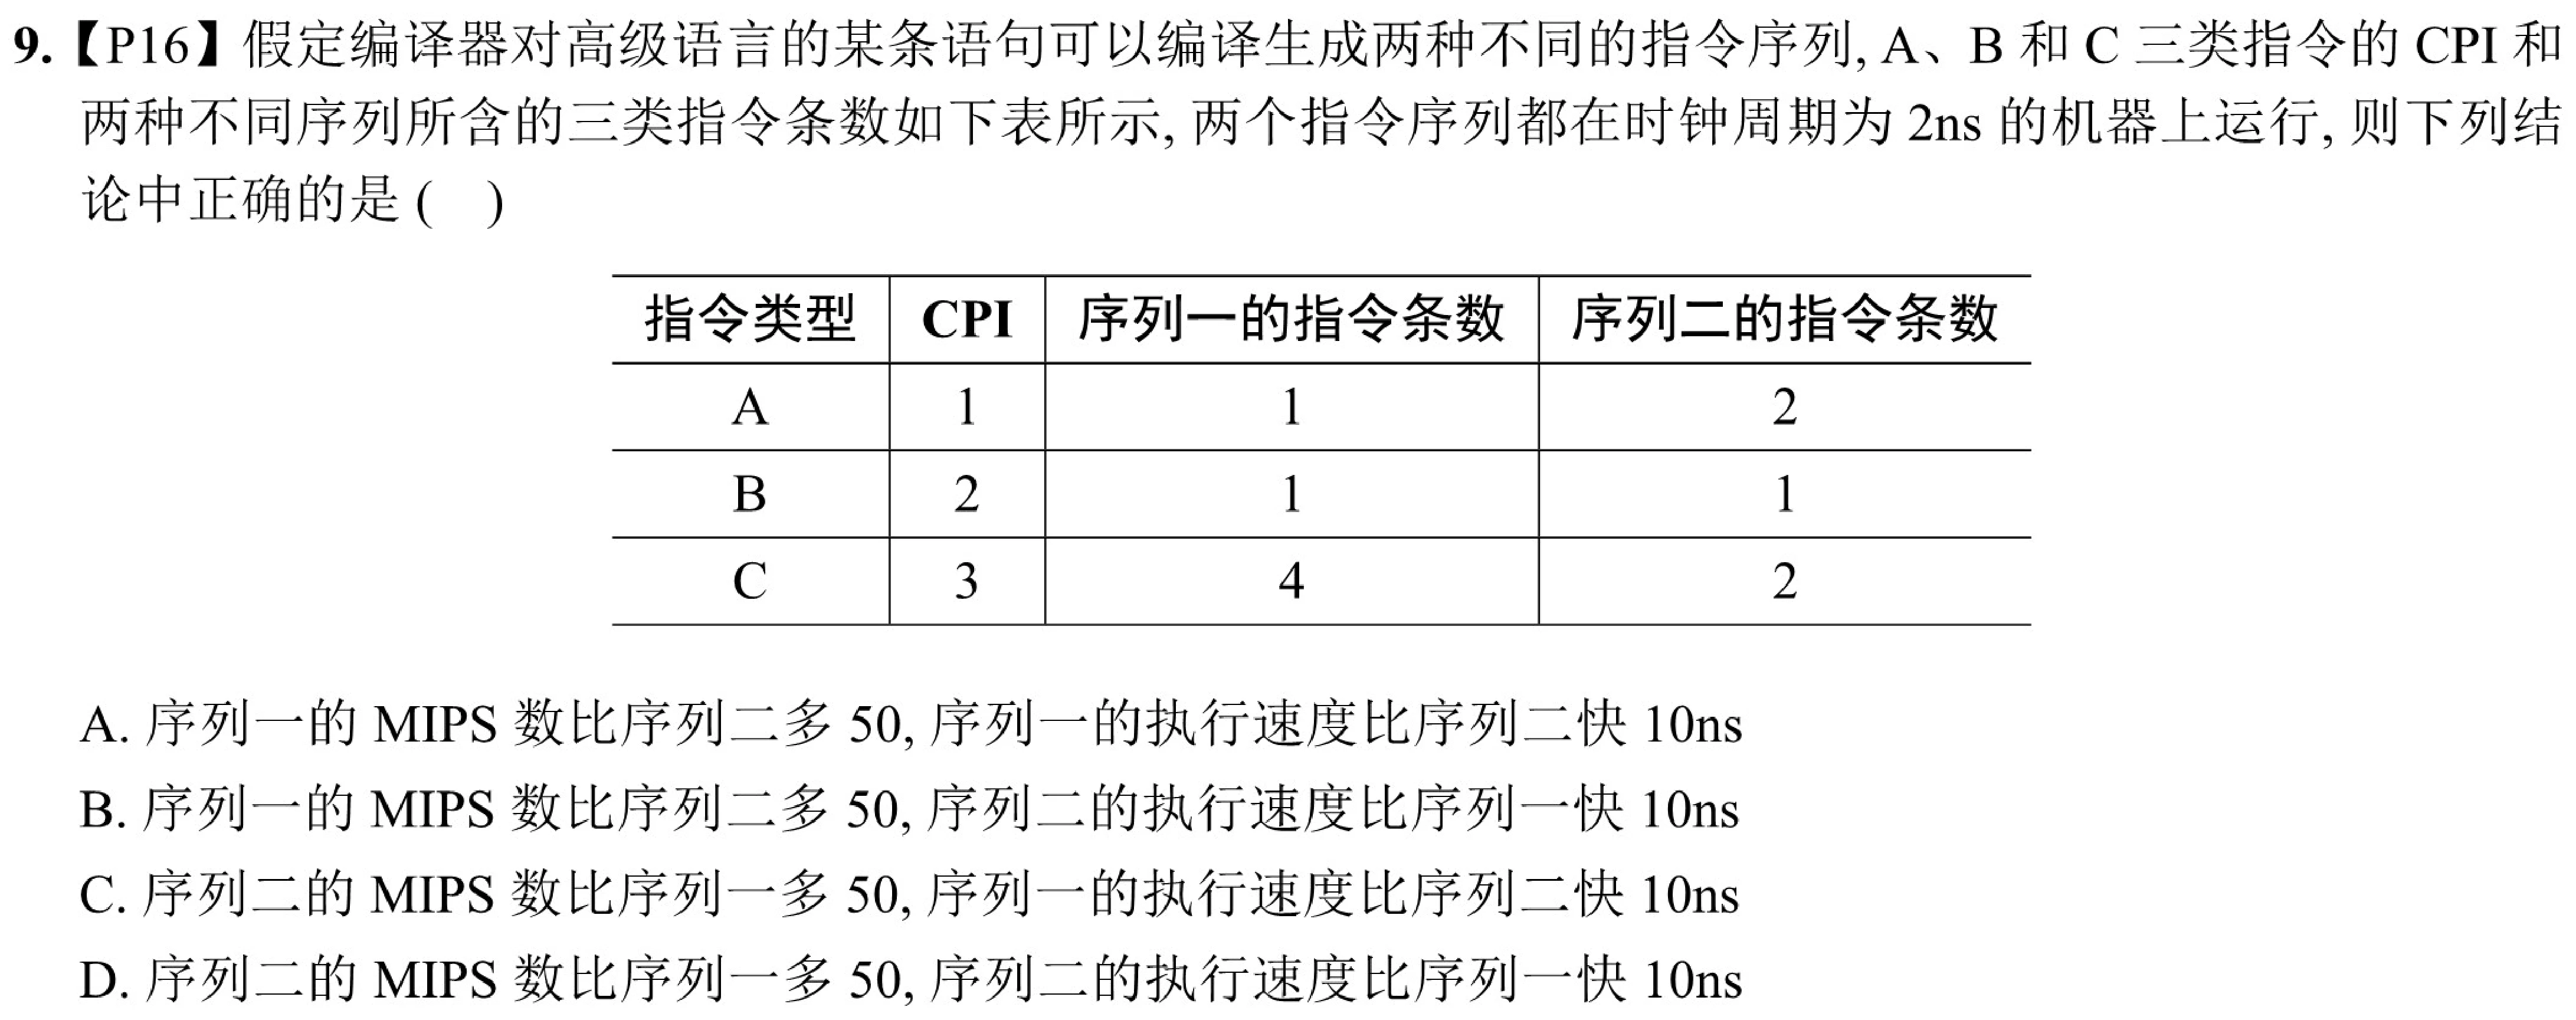 9.【P16】假定编译器对高级语言的某条语句可以编译生成两种不同的指令序列, A、B 和 C 三类指令的 CPI 和
两种不同序列所含的三类指令条数如下表所示, 两个指令序列都在时钟周期为 2ns 的机器上运行, 则下列结
论中正确的是 (   )
指令类型 CPI 序列一的指令条数 序列二的指令条数
A 1 1 2
B 2 1 1
C 3 4 2
A. 序列一的 MIPS 数比序列二多 50, 序列一的执行速度比序列二快 10ns
B. 序列一的 MIPS 数比序列二多 50, 序列二的执行速度比序列一快 10ns
C. 序列二的 MIPS 数比序列一多 50, 序列一的执行速度比序列二快 10ns
D. 序列二的 MIPS 数比序列一多 50, 序列二的执行速度比序列一快 10ns